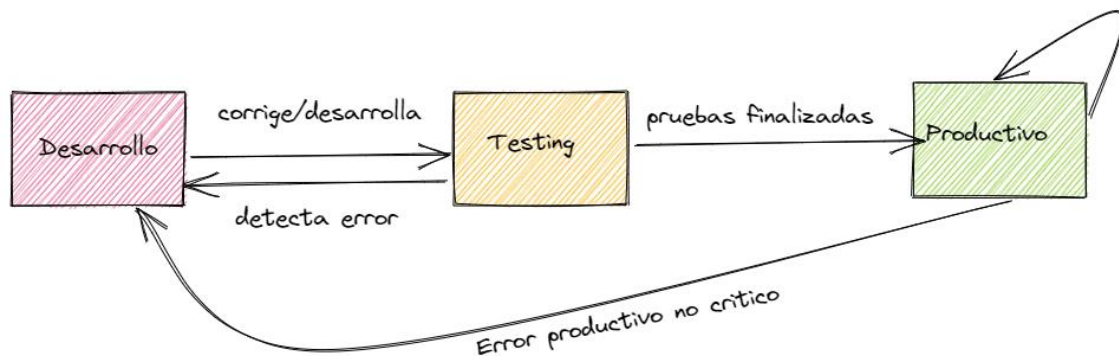 corrige/desarrolla
pruebas finalizadas
Desarrollo
Testing
Productivo
detecta error
Error productivo no critico